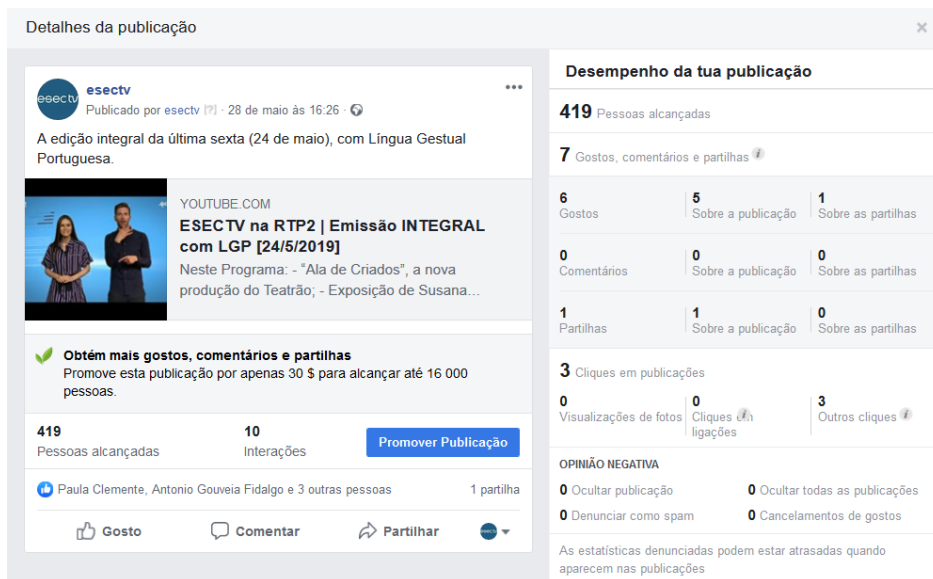 Detalhes da publicação
×
esectv
esectv
Publicado por esectv [?] · 28 de maio às 16:26 ·
A edição integral da última sexta (24 de maio), com Língua Gestual
Portuguesa.
YOUTUBE.COM
ESECTV na RTP2 | Emissão INTEGRAL
com LGP [24/5/2019]
Neste Programa: - “Ala de Criados”, a nova
produção do Teatrão; - Exposição de Susana...
Obtém mais gostos, comentários e partilhas
Promove esta publicação por apenas 30 $ para alcançar até 16 000
pessoas.
419
Pessoas alcançadas
10
Interações
Promover Publicação
Paula Clemente, Antonio Gouveia Fidalgo e 3 outras pessoas
1 partilha
Gosto
Comentar
Partilhar
Desempenho da tua publicação
419 Pessoas alcançadas
7 Gostos, comentários e partilhas i
6
Gostos
5
Sobre a publicação
1
Sobre as partilhas
0
Comentários
0
Sobre a publicação
0
Sobre as partilhas
1
Partilhas
1
Sobre a publicação
0
Sobre as partilhas
3 Cliques em publicações
0
Visualizações de fotos
0
Cliques em
ligações
i
3
Outros cliques i
OPINIÃO NEGATIVA
0 Ocultar publicação
0 Ocultar todas as publicações
0 Denunciar como spam
0 Cancelamentos de gostos
As estatísticas denunciadas podem estar atrasadas quando
aparecem nas publicações